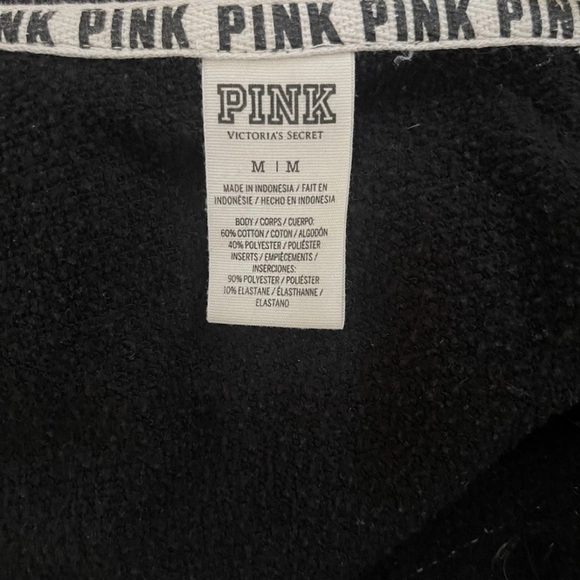 PINK PINK PINK PINK PINK
PINK
VICTORIA'S SECRET
M | M
MADE IN INDONESIA / FAIT EN
INDONÉSIE / HECHO EN INDONESIA
BODY / CORPS / CUERPO:
60% COTTON / COTON / ALGODÓN
40% POLYESTER / POLIÉSTER
INSERTS / EMPIÈCEMENTS /
INSERCIONES:
90% POLYESTER / POLIÉSTER
10% ELASTANE / ÉLASTHANNE /
ELASTANO